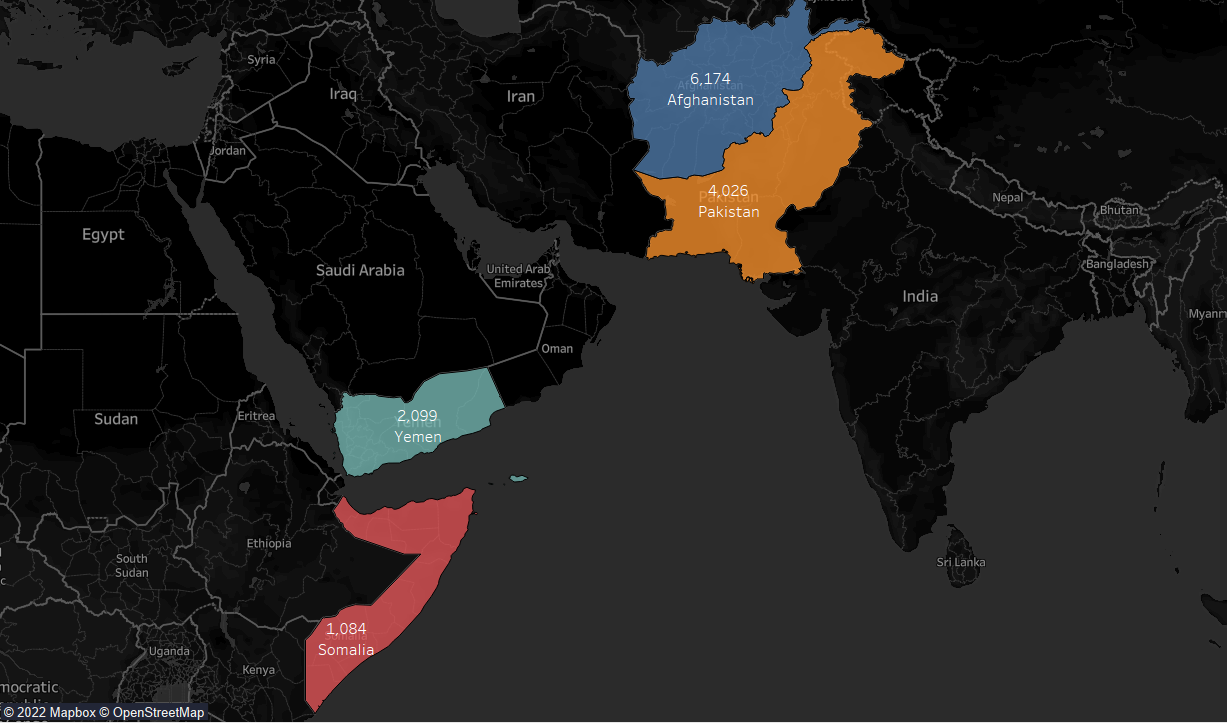 Syria
Iraq
Iran
6,174
Afghanistan
Jordan
4,026
Pakistan
Nepal
Bhutan
Egypt
Saudi Arabia
United Arab
Emirates
Bangladesh
India
Myanm
Oman
Sudan
Eritrea
2,099
Yemen
Ethiopia
South
Sudan
Sri Lanka
1,084
Somalia
Uganda
Kenya
mocratic
© 2022 Mapbox © OpenStreetMap